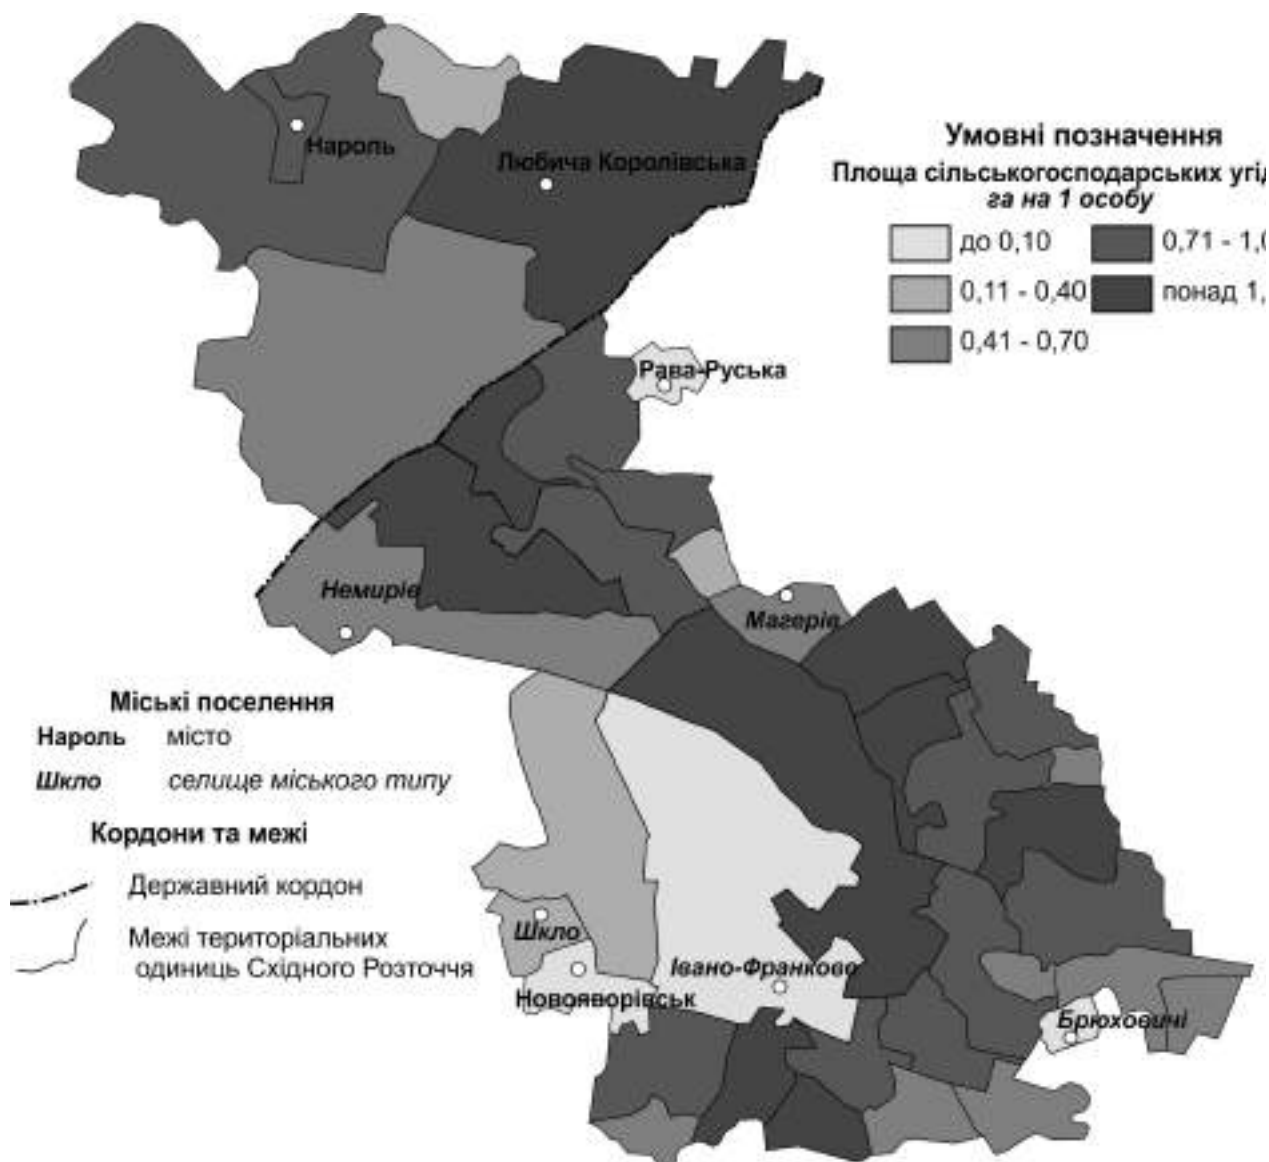 Нароль
Любича Королівська
Умовні позначення
Площа сільськогосподарських угід
га на 1 особу
до 0,10
0,71 - 1,0
0,11 - 0,40
понад 1,
0,41 - 0,70
Рава-Руська
Немирів
Магерів
Міські поселення
Нароль місто
Шкло селище міського типу
Кордони та межі
Державний кордон
Межі територіальних
одиниць Східного Розточчя
Шкло
Івано-Франково
Новояворівськ
Брюховичі